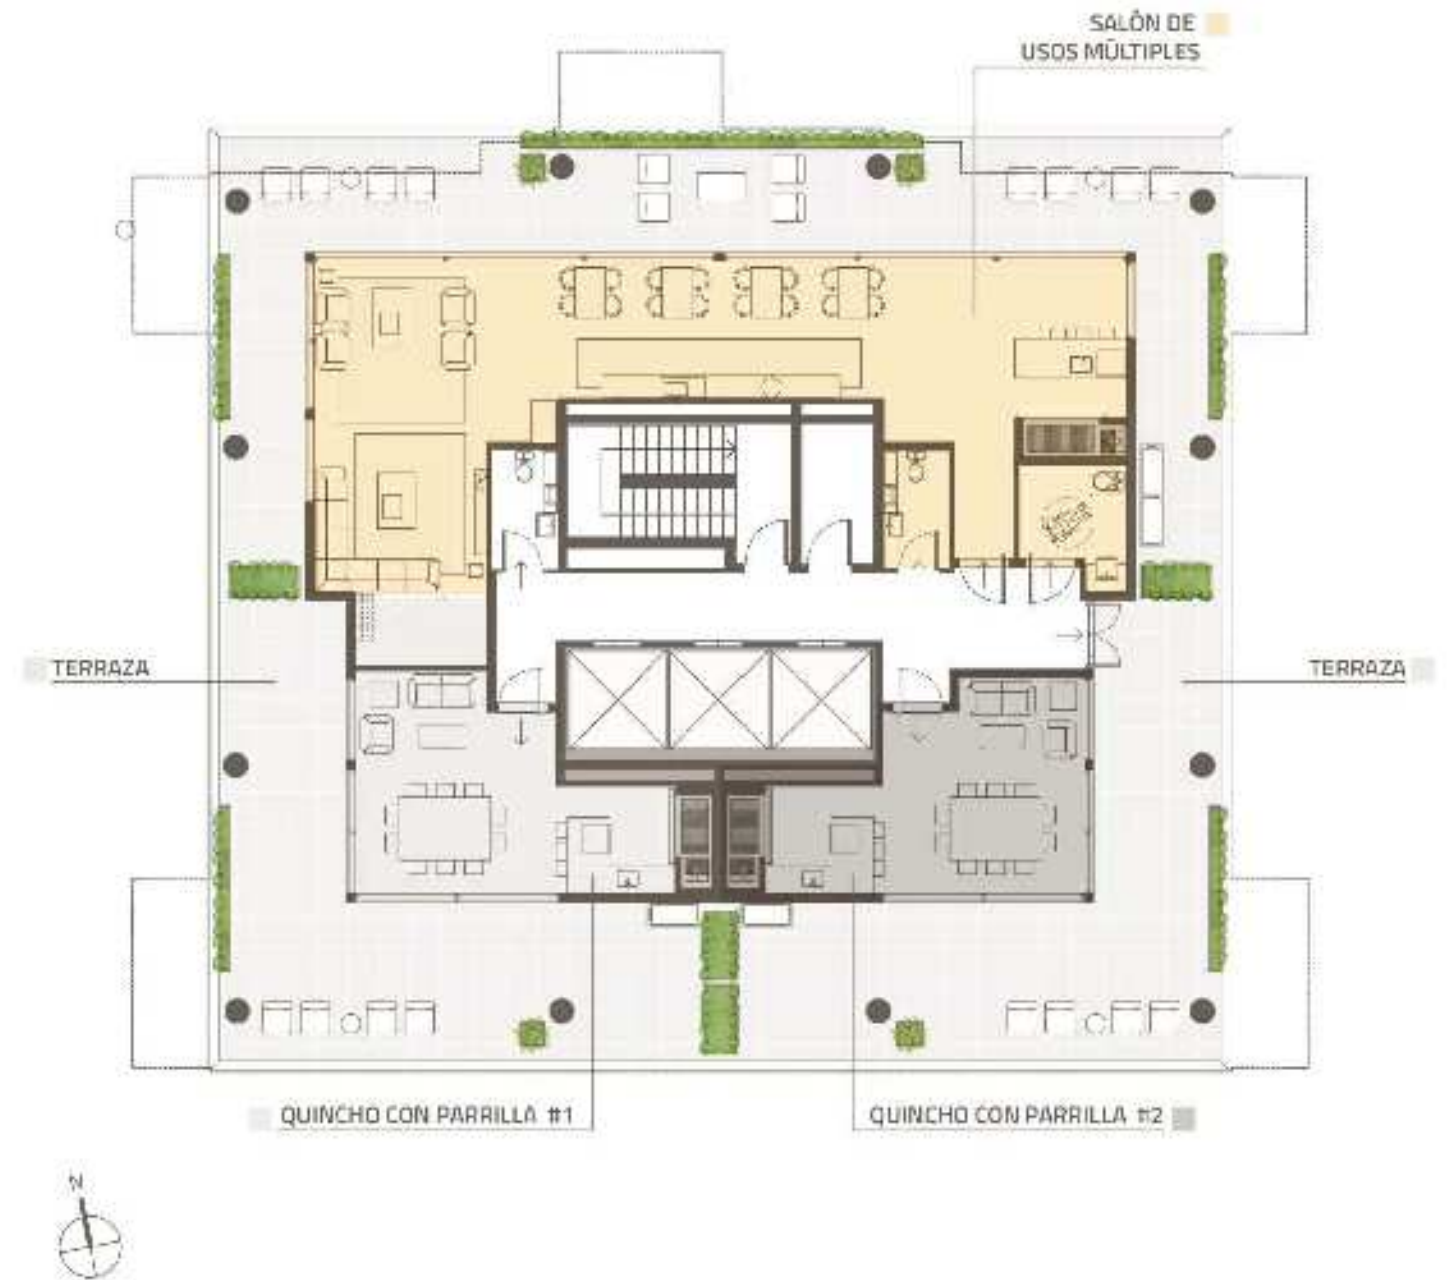 SALÓN DE
USOS MÚLTIPLES
TERRAZA
TERRAZA
QUINCHO CON PARRILLA #1
QUINCHO CON PARRILLA #2
N